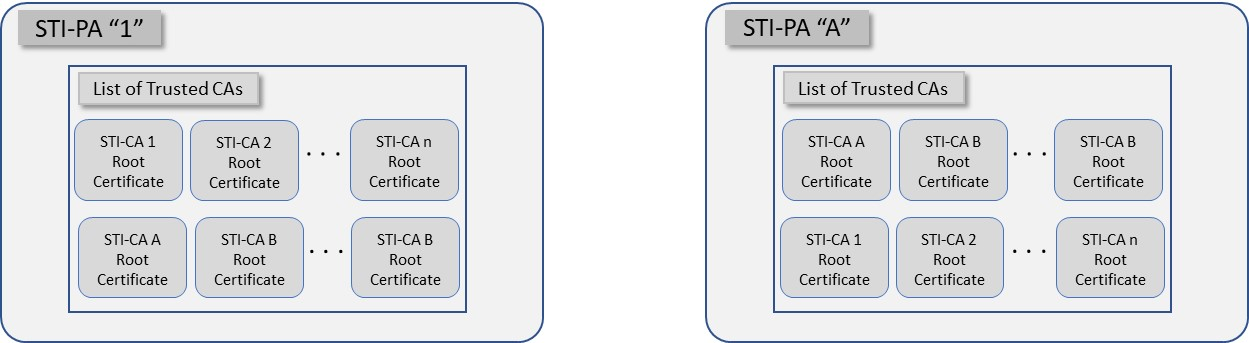 STI-PA “1”
List of Trusted CAs
STI-CA 1
Root
Certificate
STI-CA 2
Root
Certificate
. . .
STI-CA n
Root
Certificate
STI-CA A
Root
Certificate
STI-CA B
Root
Certificate
. . .
STI-CA B
Root
Certificate
STI-PA “A”
List of Trusted CAs
STI-CA A
Root
Certificate
STI-CA B
Root
Certificate
. . .
STI-CA B
Root
Certificate
STI-CA 1
Root
Certificate
STI-CA 2
Root
Certificate
. . .
STI-CA n
Root
Certificate